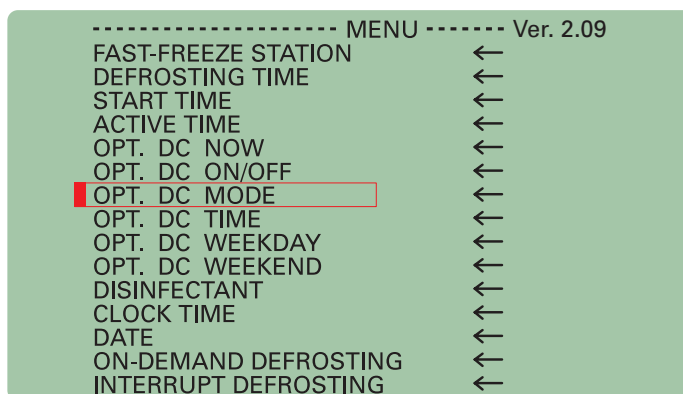 -------------------- MENU ------- Ver. 2.09
FAST-FREEZE STATION ←
DEFROSTING TIME ←
START TIME ←
ACTIVE TIME ←
OPT. DC NOW ←
OPT. DC ON/OFF ←
OPT. DC MODE ←
OPT. DC TIME ←
OPT. DC WEEKDAY ←
OPT. DC WEEKEND ←
DISINFECTANT ←
CLOCK TIME ←
DATE ←
ON-DEMAND DEFROSTING ←
INTERRUPT DEFROSTING ←